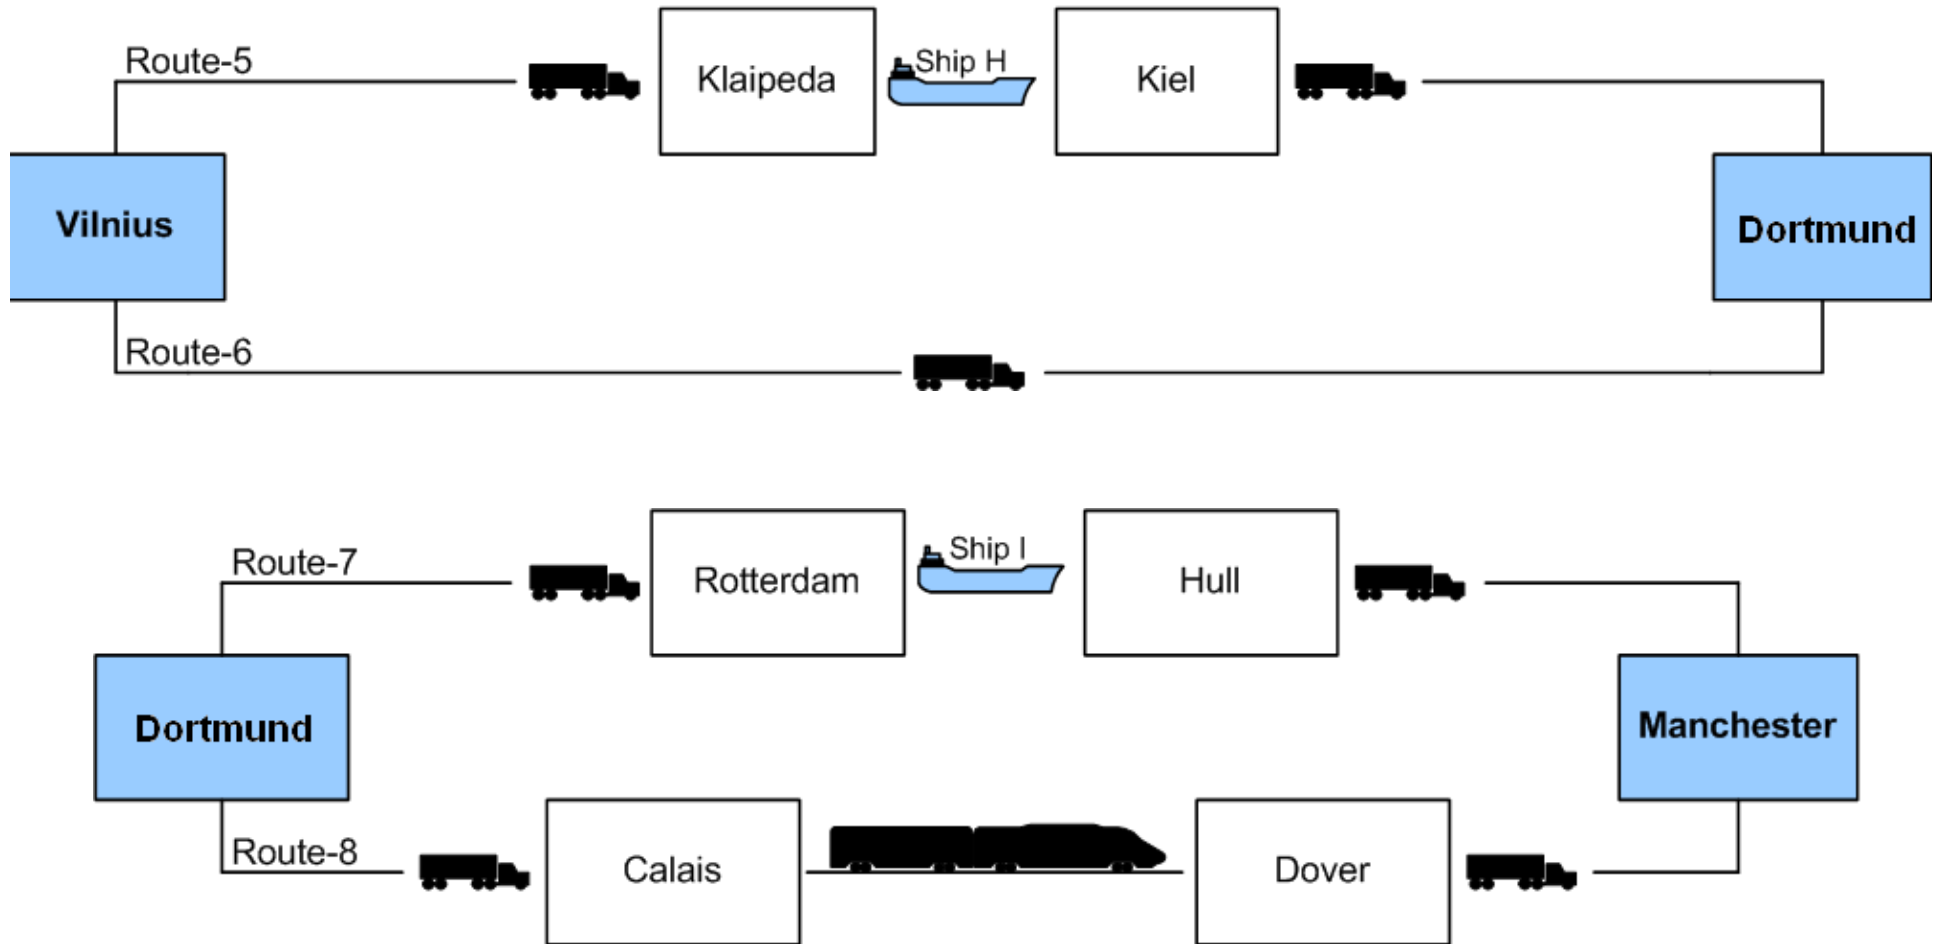 Route-5
Klaipeda
Ship H
Kiel
Vilnius
Dortmund
Route-6
Route-7
Rotterdam
Ship I
Hull
Dortmund
Manchester
Route-8
Calais
Dover